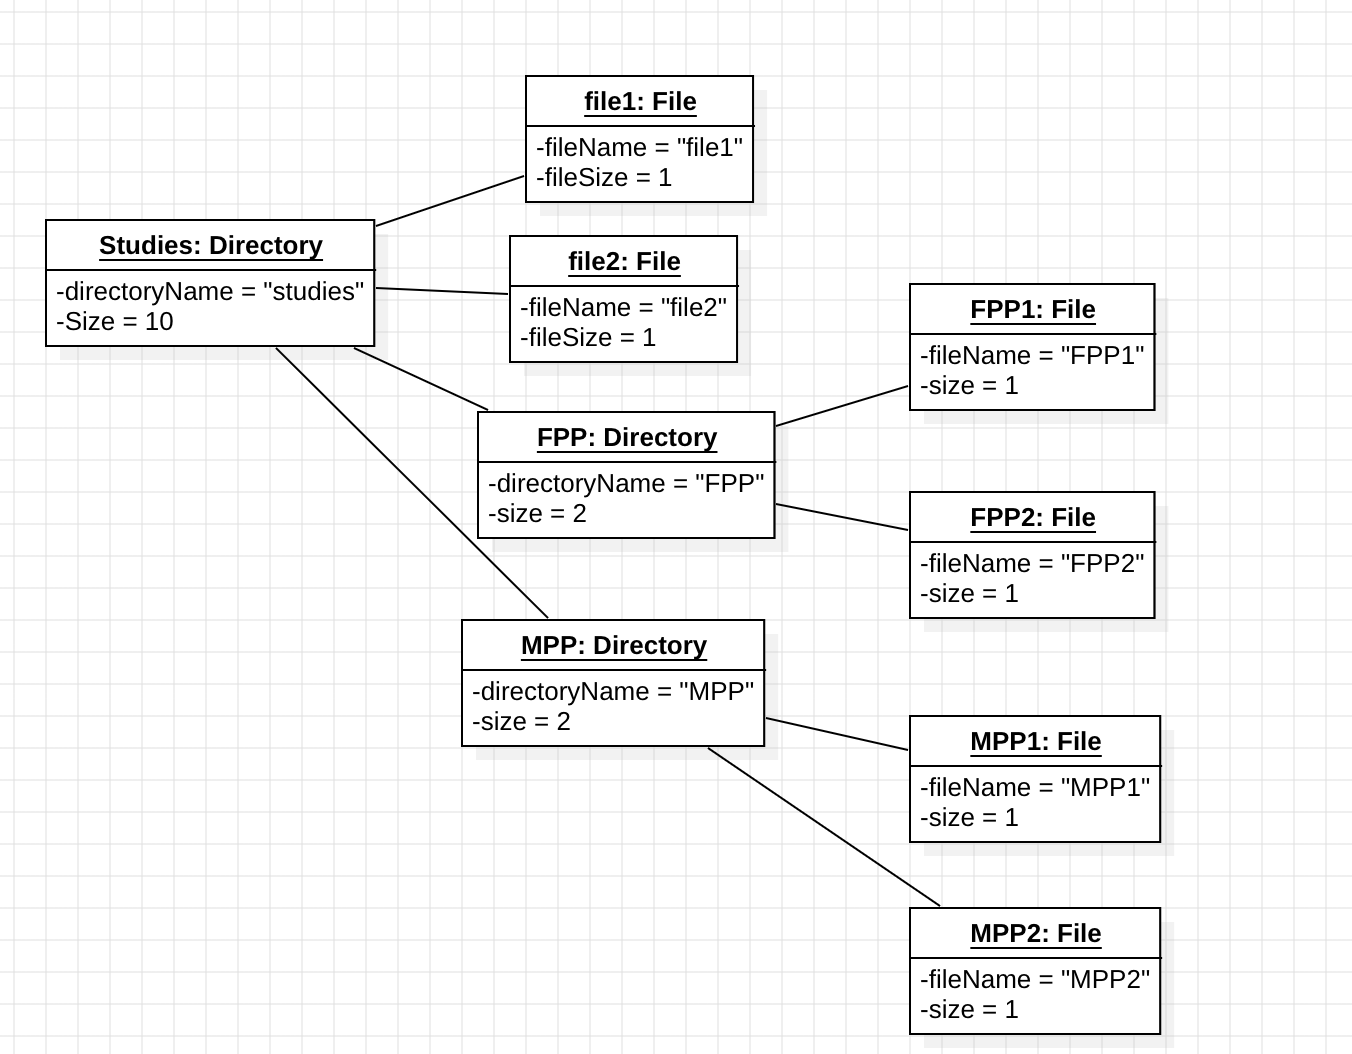 file1: File
-fileName = "file1"
-fileSize = 1
Studies: Directory
-directoryName = "studies"
-Size = 10
file2: File
-fileName = "file2"
-fileSize = 1
FPP1: File
-fileName = "FPP1"
-size = 1
FPP: Directory
-directoryName = "FPP"
-size = 2
FPP2: File
-fileName = "FPP2"
-size = 1
MPP: Directory
-directoryName = "MPP"
-size = 2
MPP1: File
-fileName = "MPP1"
-size = 1
MPP2: File
-fileName = "MPP2"
-size = 1